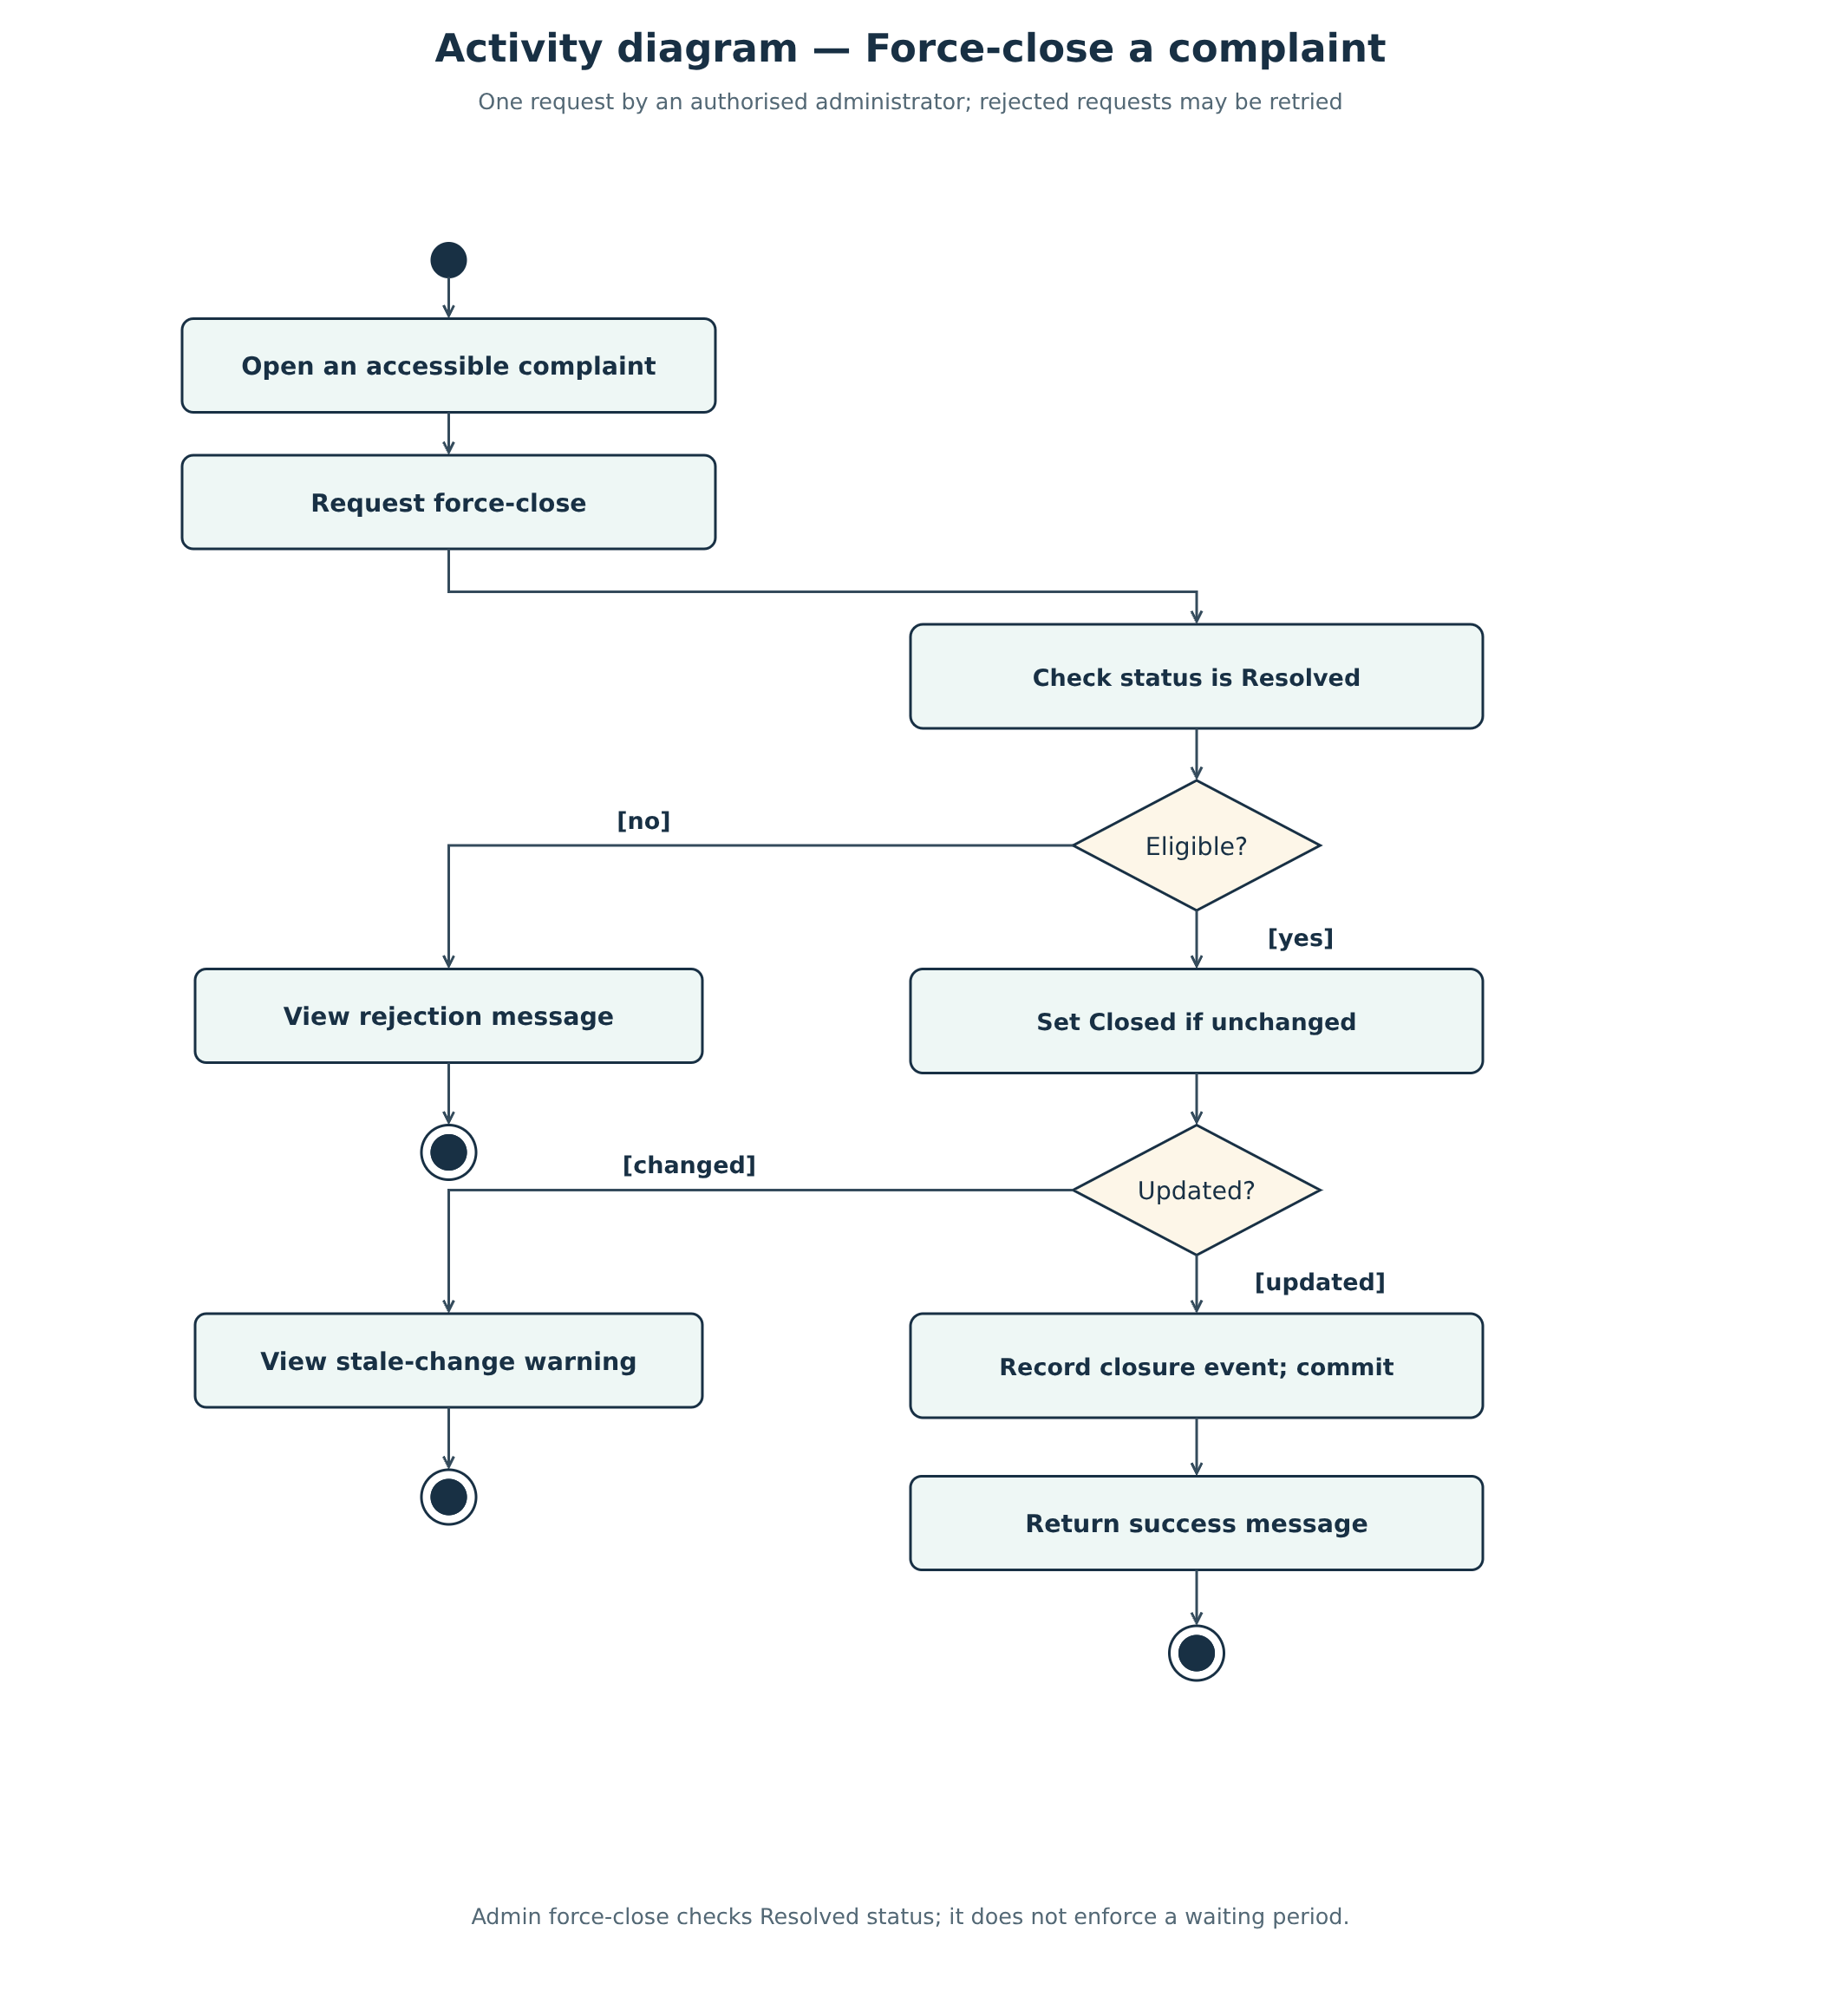 Activity diagram — Force-close a complaint
One request by an authorised administrator; rejected requests may be retried
Open an accessible complaint
Request force-close
Check status is Resolved
Eligible?
[no]
[yes]
View rejection message
Set Closed if unchanged
Updated?
[changed]
[updated]
View stale-change warning
Record closure event; commit
Return success message
Admin force-close checks Resolved status; it does not enforce a waiting period.